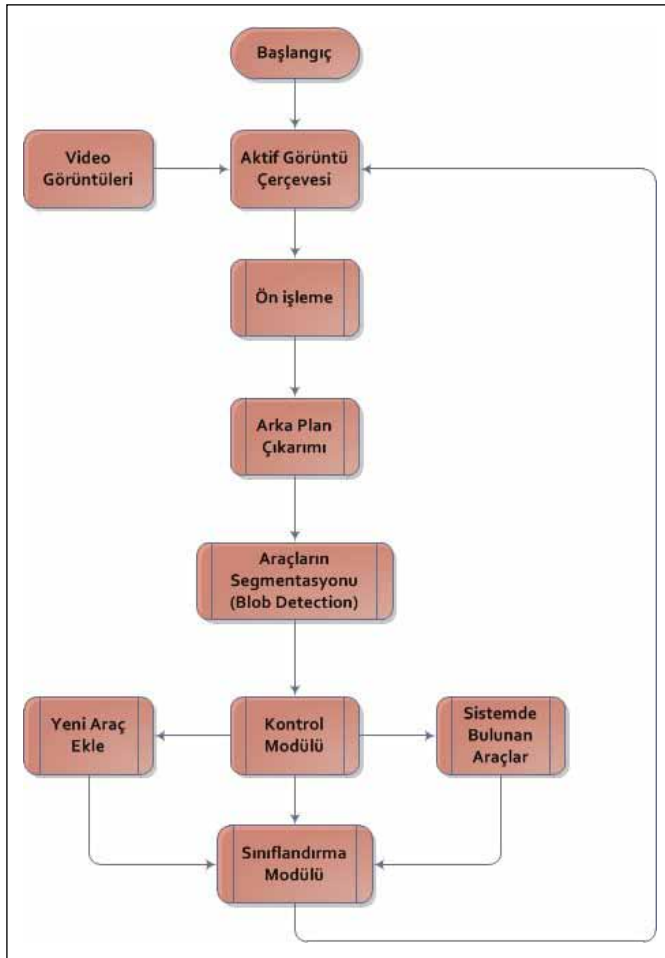 Başlangıç
Video
Görüntüleri
Aktif Görüntü
Çerçevesi
Ön işleme
Arka Plan
Çıkarımı
Araçların
Segmentasyonu
(Blob Detection)
Yeni Araç
Ekle
Kontrol
Modülü
Sistemde
Bulunan
Araçlar
Sınıflandırma
Modülü